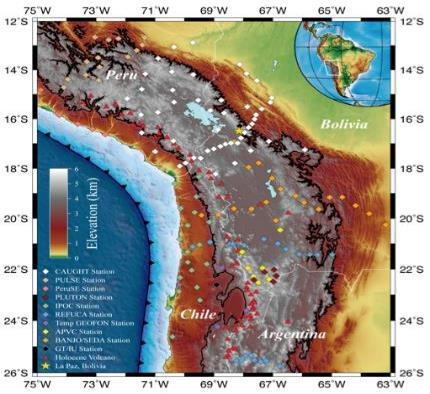 75˚W 73˚W 71˚W 69˚W 67˚W 65˚W 63˚W
12˚S 12˚S
14˚S 14˚S
Peru
Bolivia
16˚S 16˚S
18˚S 18˚S
6
5
4
3
2
1
0
Elevation (km)
20˚S 20˚S
22˚S 22˚S
CAUGHT Station
PULSE Station
PeruSE Station
PLUTON Station
IPOC Station
REFUCA Station
Temp GEOFON Station
APVC Station
BANJO/SEDA Station
GT/IU Station
Holocene Volcano
La Paz, Bolivia
Chile
Argentina
24˚S 24˚S
26˚S 26˚S
75˚W 73˚W 71˚W 69˚W 67˚W 65˚W 63˚W